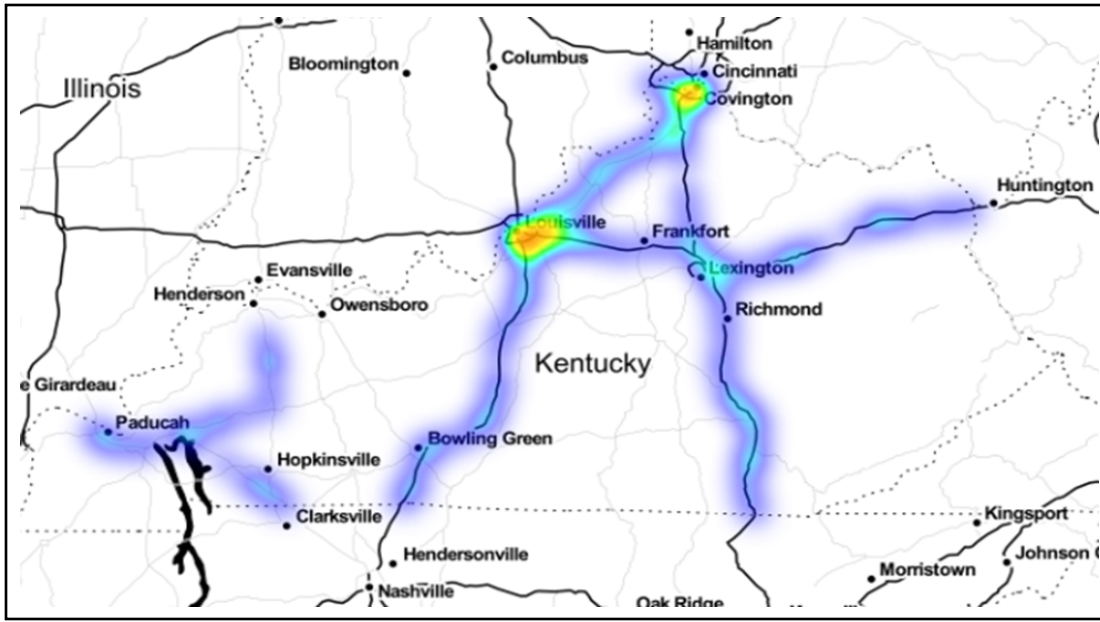 Hamilton
Bloomington
Columbus
Cincinnati
Illinois
Covington
Huntington
Louisville
Frankfort
Lexington
Evansville
Henderson
Owensboro
Richmond
Kentucky
e Girardeau
Paducah
Bowling Green
Hopkinsville
Clarksville
Kingsport
Hendersonville
Johnson C
Morristown
Nashville
Oak Ridge